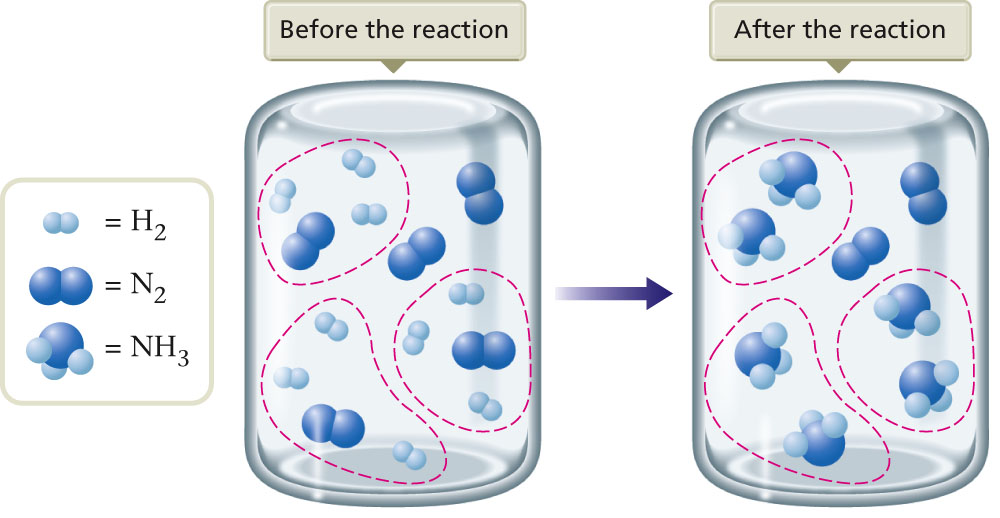 Before the reaction
After the reaction
= H₂
= N₂
= NH₃